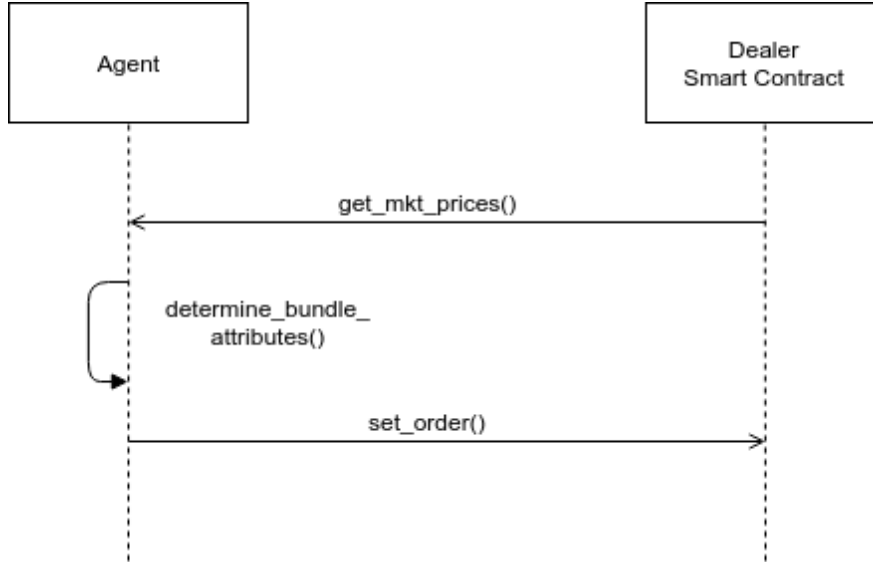 Agent
Dealer
Smart Contract
get_mkt_prices()
determine_bundle_
attributes()
set_order()